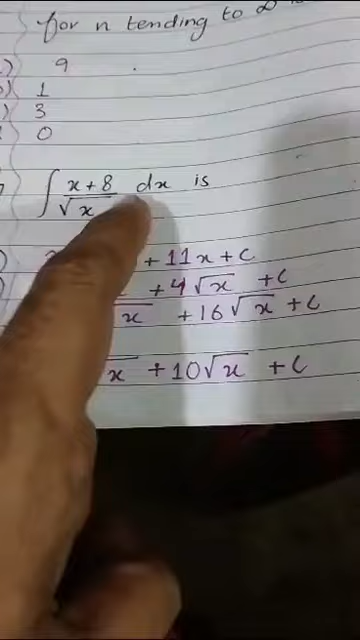 for n tending to ∞
9
1
3
0
∫ x+8/√x dx is
+ 11x + C
+ 4√x + C
x + 16√x + C
x + 10√x + C